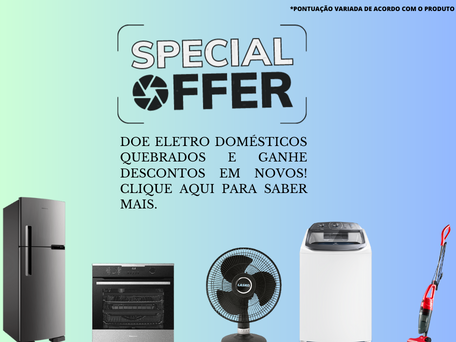 *PONTUAÇÃO VARIADA DE ACORDO COM O PRODUTO
SPECIAL
OFFER
DOE ELETRO DOMÉSTICOS
QUEBRADOS E GANHE
DESCONTOS EM NOVOS!
CLIQUE AQUI PARA SABER
MAIS.